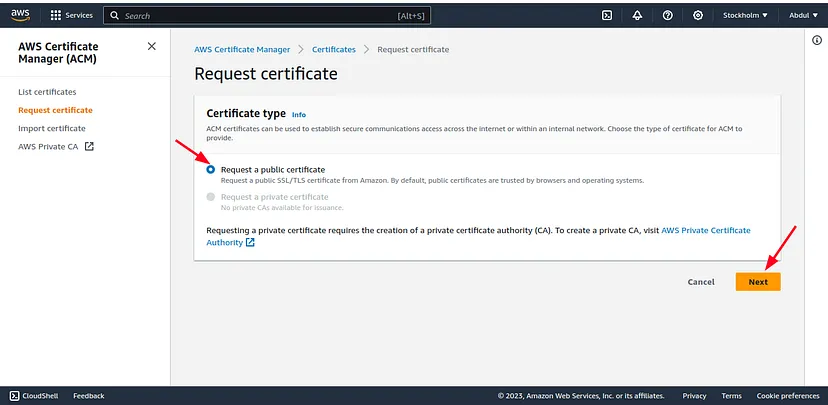 aws
Services
Search
[Alt+S]
Stockholm
Abdul
AWS Certificate
Manager (ACM)
List certificates
Request certificate
Import certificate
AWS Private CA
AWS Certificate Manager
Certificates
Request certificate
Request certificate
Certificate type Info
ACM certificates can be used to establish secure communications access across the internet or within an internal network. Choose the type of certificate for ACM to
provide.
Request a public certificate
Request a public SSL/TLS certificate from Amazon. By default, public certificates are trusted by browsers and operating systems.
Request a private certificate
No private CAs available for issuance.
Requesting a private certificate requires the creation of a private certificate authority (CA). To create a private CA, visit AWS Private Certificate
Authority
Cancel
Next
CloudShell
Feedback
© 2023, Amazon Web Services, Inc. or its affiliates.
Privacy
Terms
Cookie preferences